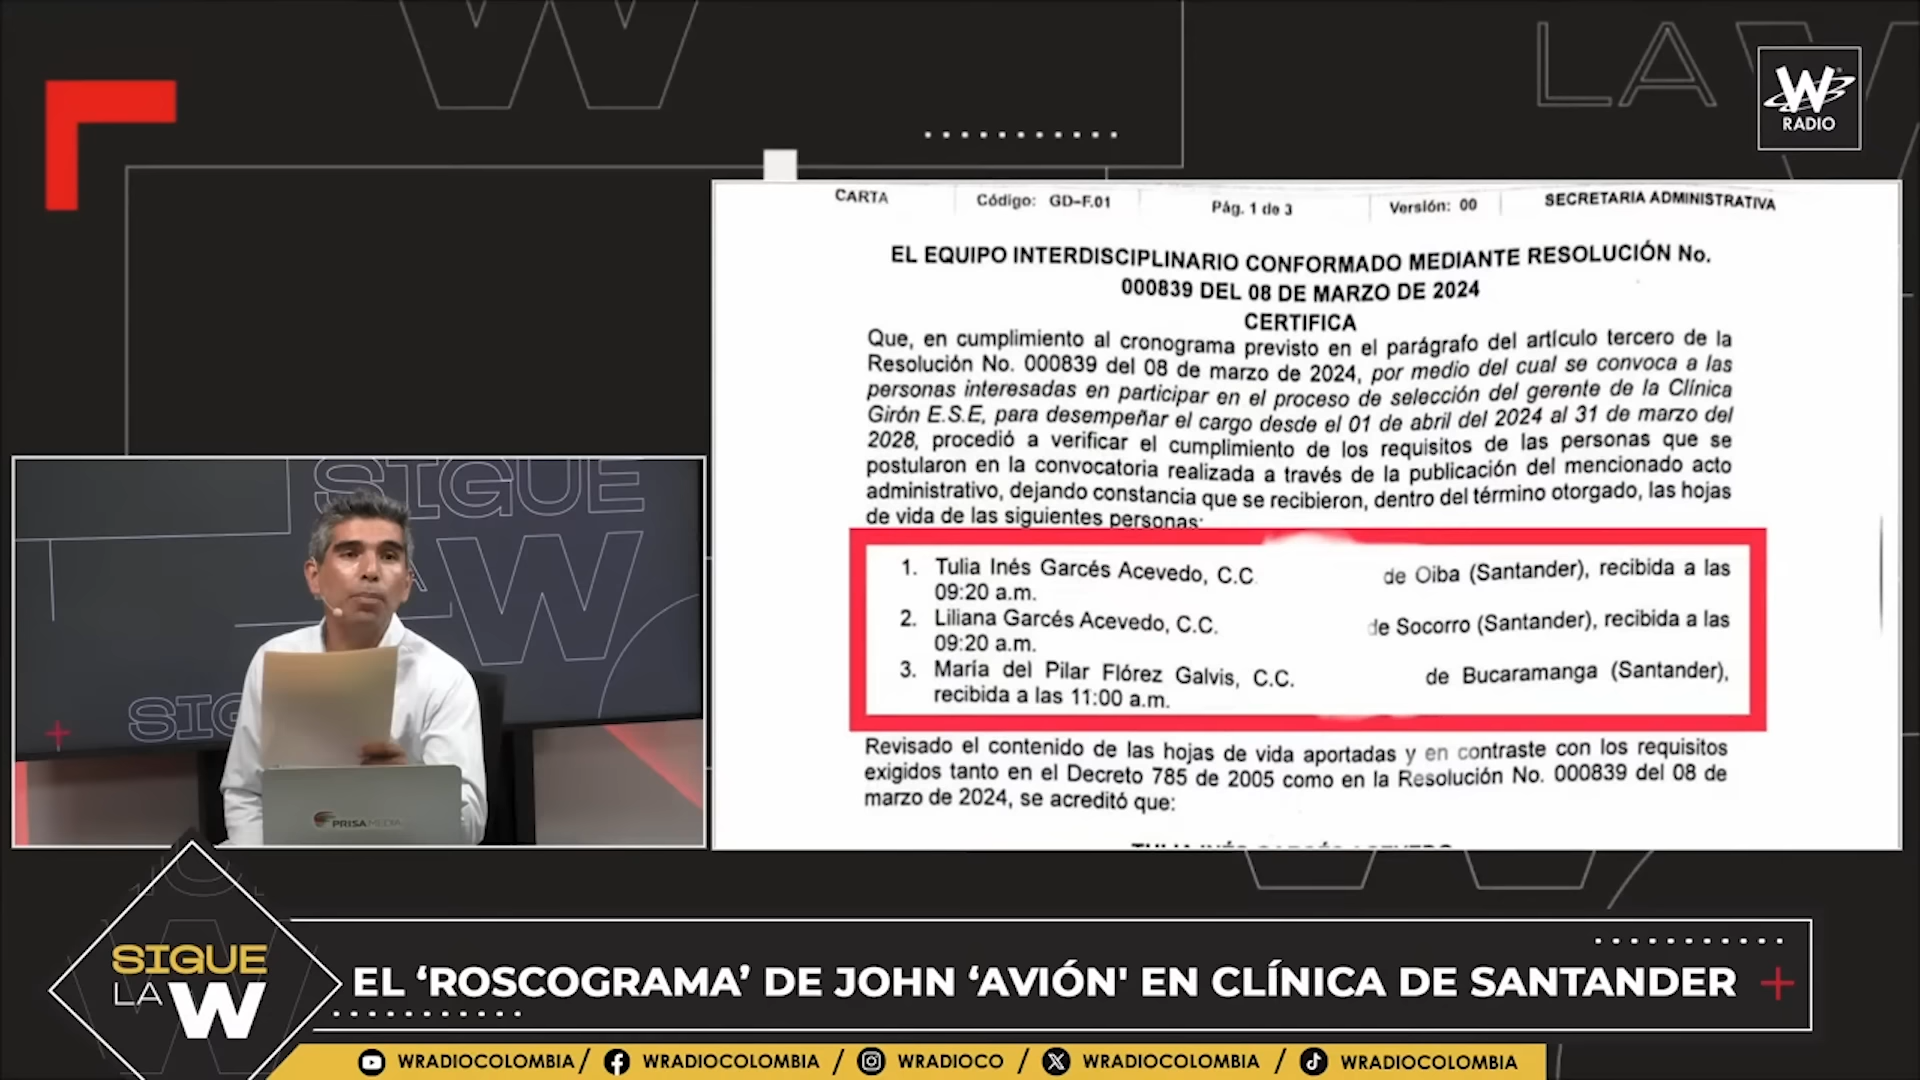 LA
W
RADIO
CARTA Código: GD-F.01 Pág. 1 de 3 Versión: 00 SECRETARIA ADMINISTRATIVA
EL EQUIPO INTERDISCIPLINARIO CONFORMADO MEDIANTE RESOLUCIÓN No.
000839 DEL 08 DE MARZO DE 2024
CERTIFICA
Que, en cumplimiento al cronograma previsto en el parágrafo del artículo tercero de la
Resolución No. 000839 del 08 de marzo de 2024, por medio del cual se convoca a las
personas interesadas en participar en el proceso de selección del gerente de la Clínica
Girón E.S.E, para desempeñar el cargo desde el 01 de abril del 2024 al 31 de marzo del
2028, procedió a verificar el cumplimiento de los requisitos de las personas que se
postularon en la convocatoria realizada a través de la publicación del mencionado acto
administrativo, dejando constancia que se recibieron, dentro del término otorgado, las hojas
de vida de las siguientes personas:
1. Tulia Inés Garcés Acevedo, C.C. de Oiba (Santander), recibida a las
09:20 a.m.
2. Liliana Garcés Acevedo, C.C. de Socorro (Santander), recibida a las
09:20 a.m.
3. María del Pilar Flórez Galvis, C.C. de Bucaramanga (Santander),
recibida a las 11:00 a.m.
Revisado el contenido de las hojas de vida aportadas y en contraste con los requisitos
exigidos tanto en el Decreto 785 de 2005 como en la Resolución No. 000839 del 08 de
marzo de 2024, se acreditó que:
SIGUE
LA
W
SIG
PRISA MEDIA
SIGUE
LA W
EL ‘ROSCOGRAMA’ DE JOHN ‘AVIÓN' EN CLÍNICA DE SANTANDER
WRADIOCOLOMBIA / WRADIOCOLOMBIA / WRADIOCO / WRADIOCOLOMBIA / WRADIOCOLOMBIA